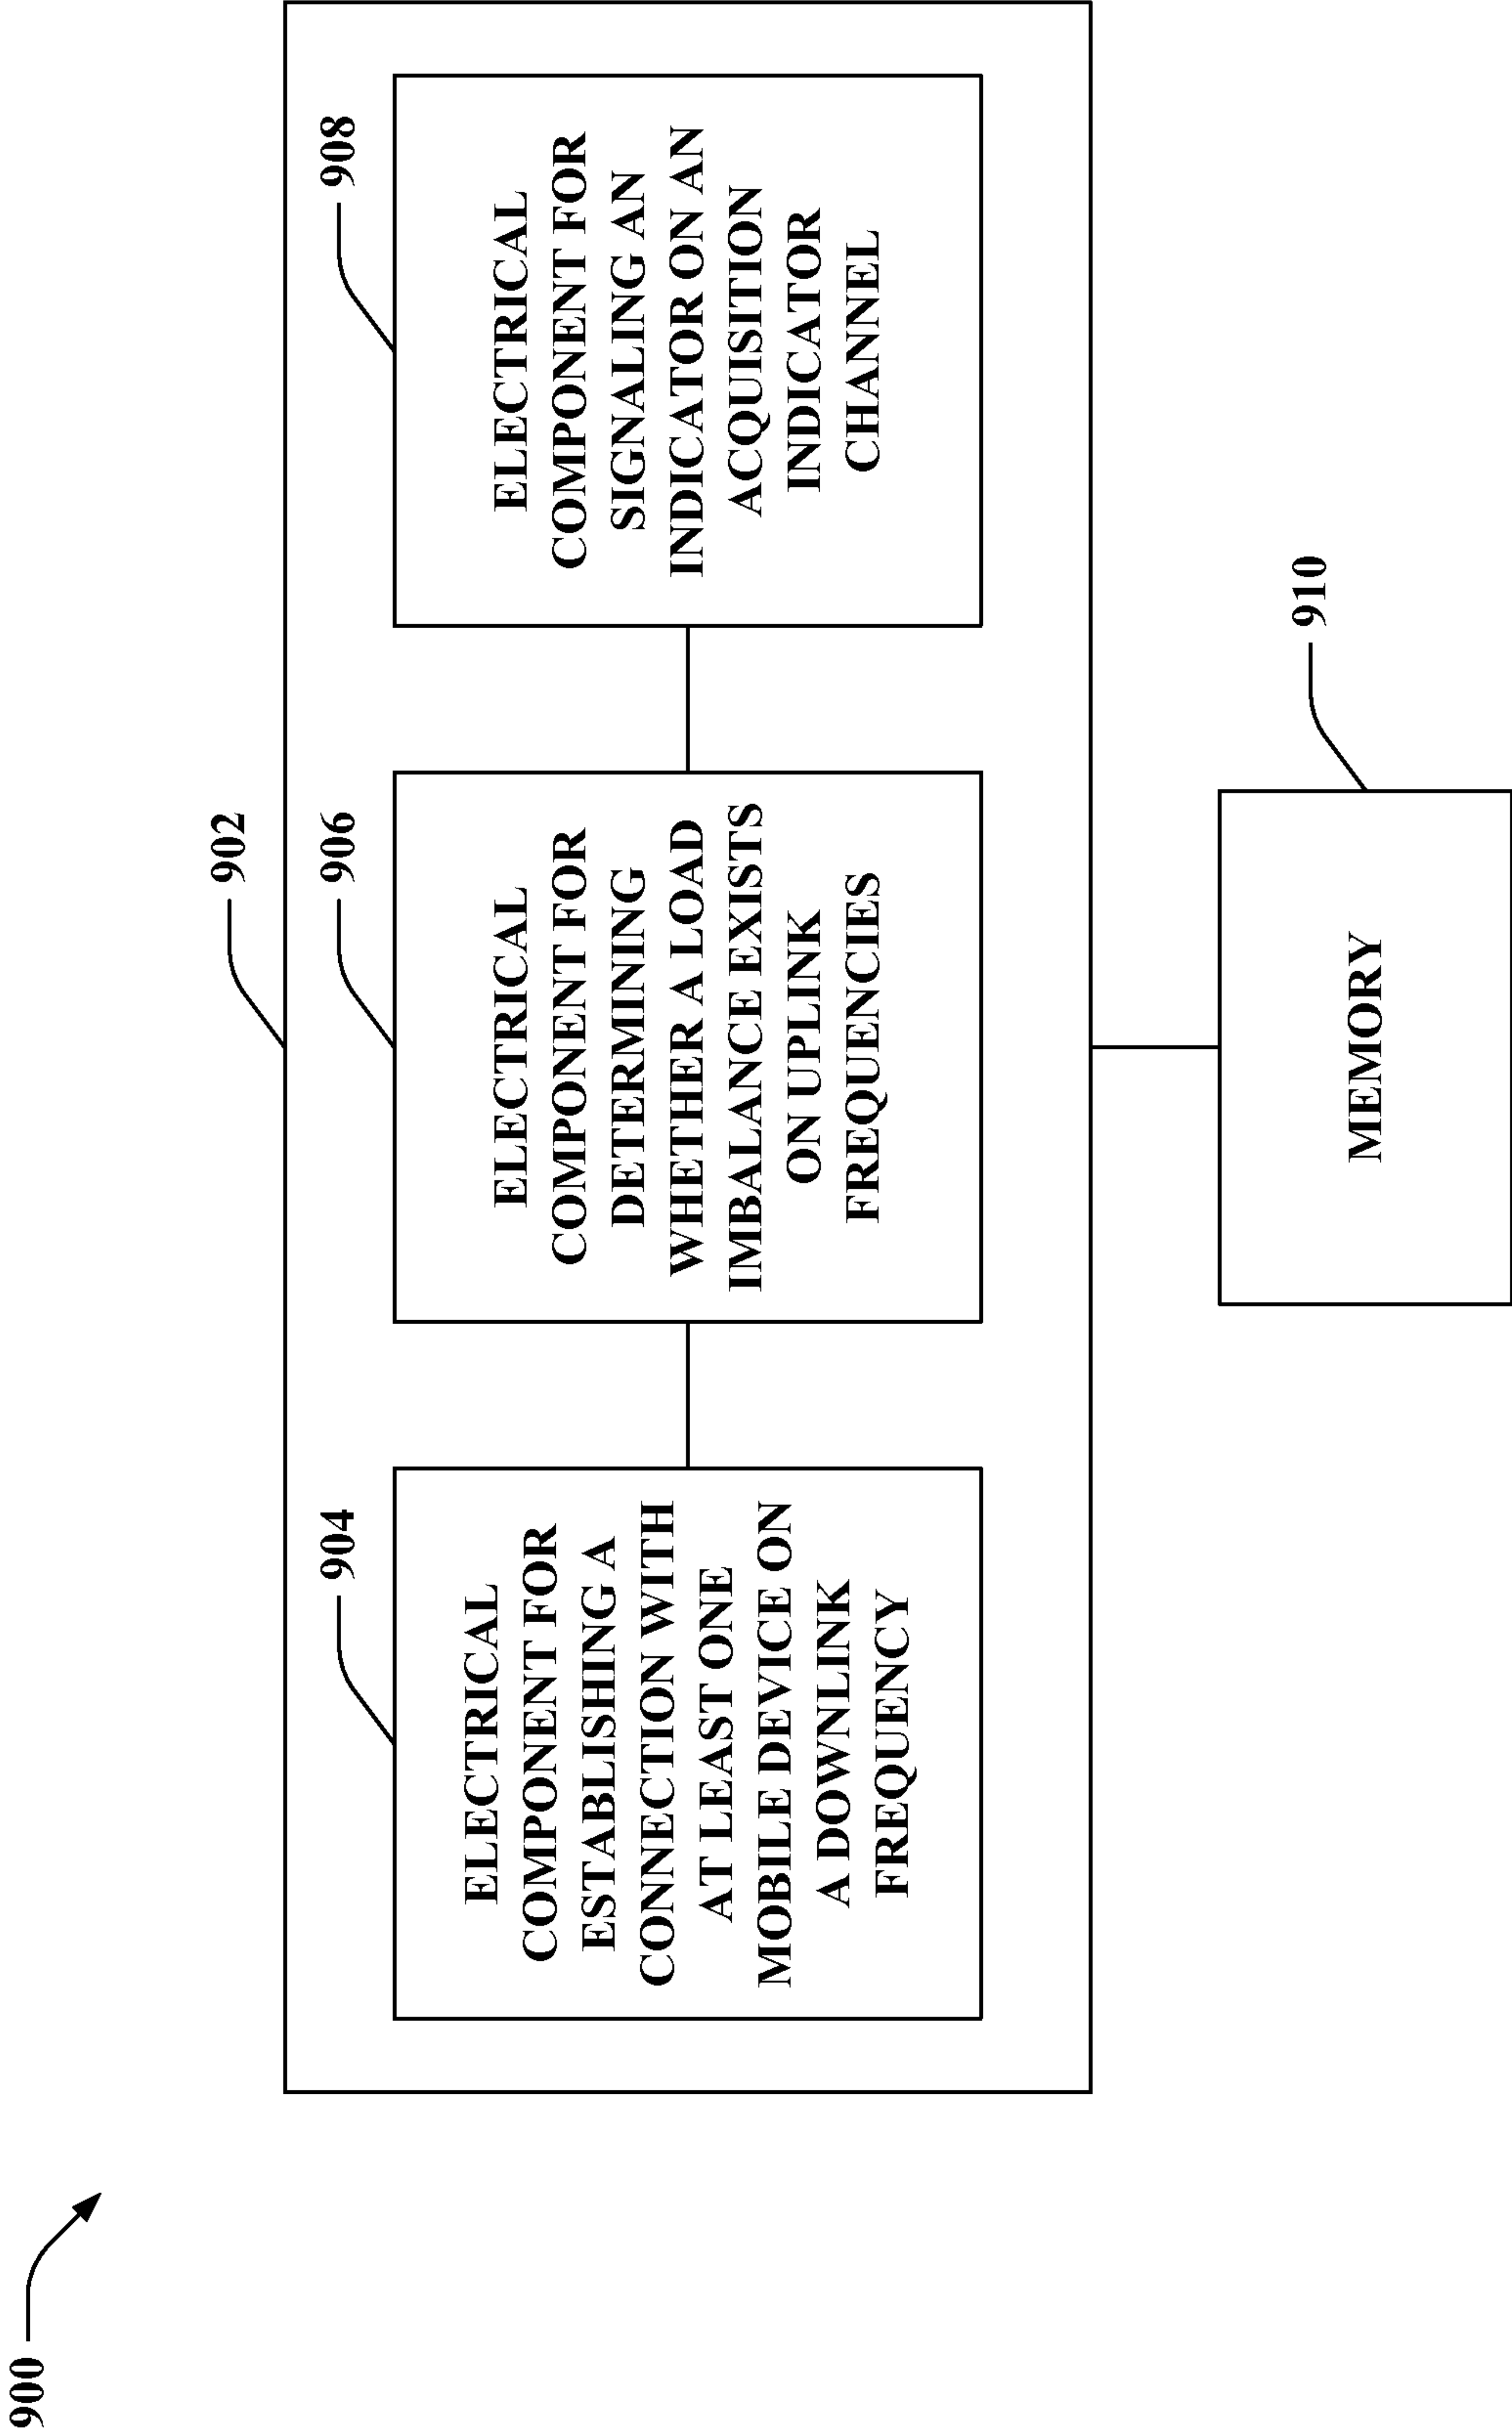 900
902
904
ELECTRICAL
COMPONENT FOR
ESTABLISHING A
CONNECTION WITH
AT LEAST ONE
MOBILE DEVICE ON
A DOWNLINK
FREQUENCY
906
ELECTRICAL
COMPONENT FOR
DETERMINING
WHETHER A LOAD
IMBALANCE EXISTS
ON UPLINK
FREQUENCIES
908
ELECTRICAL
COMPONENT FOR
SIGNALING AN
INDICATOR ON AN
ACQUISITION
INDICATOR
CHANNEL
910
MEMORY